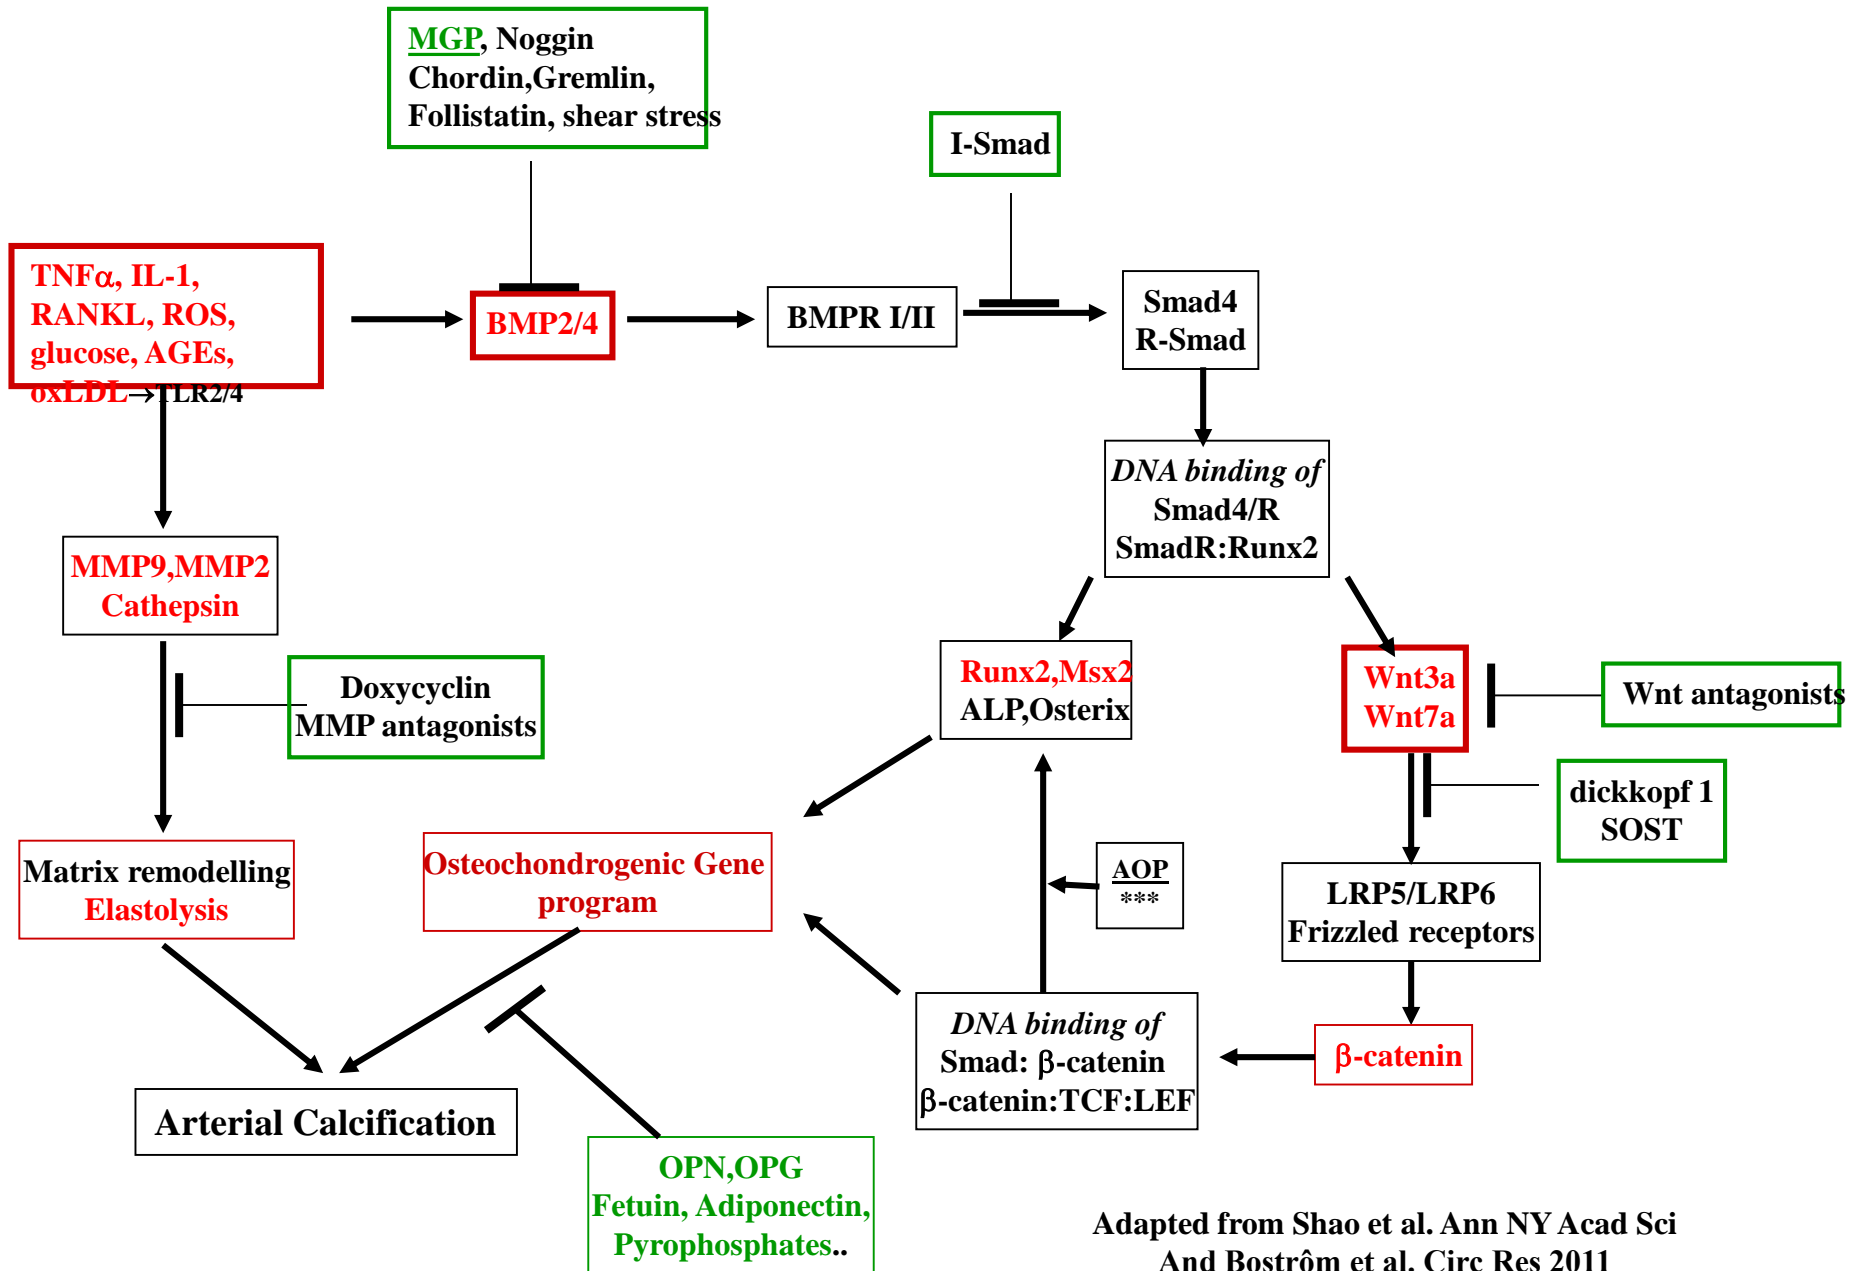 MGP, Noggin
Chordin,Gremlin,
Follistatin, shear stress
I-Smad
TNFα, IL-1,
RANKL, ROS,
glucose, AGEs,
oxLDL→TLR2/4
BMP2/4
BMPR I/II
Smad4
R-Smad
DNA binding of
Smad4/R
SmadR:Runx2
MMP9,MMP2
Cathepsin
Doxycyclin
MMP antagonists
Runx2,Msx2
ALP,Osterix
Wnt3a
Wnt7a
Wnt antagonists
dickkopf 1
SOST
Matrix remodelling
Elastolysis
Osteochondrogenic Gene
program
AOP
***
LRP5/LRP6
Frizzled receptors
DNA binding of
Smad: β-catenin
β-catenin:TCF:LEF
β-catenin
Arterial Calcification
OPN,OPG
Fetuin, Adiponectin,
Pyrophosphates..
Adapted from Shao et al. Ann NY Acad Sci
And Boström et al. Circ Res 2011